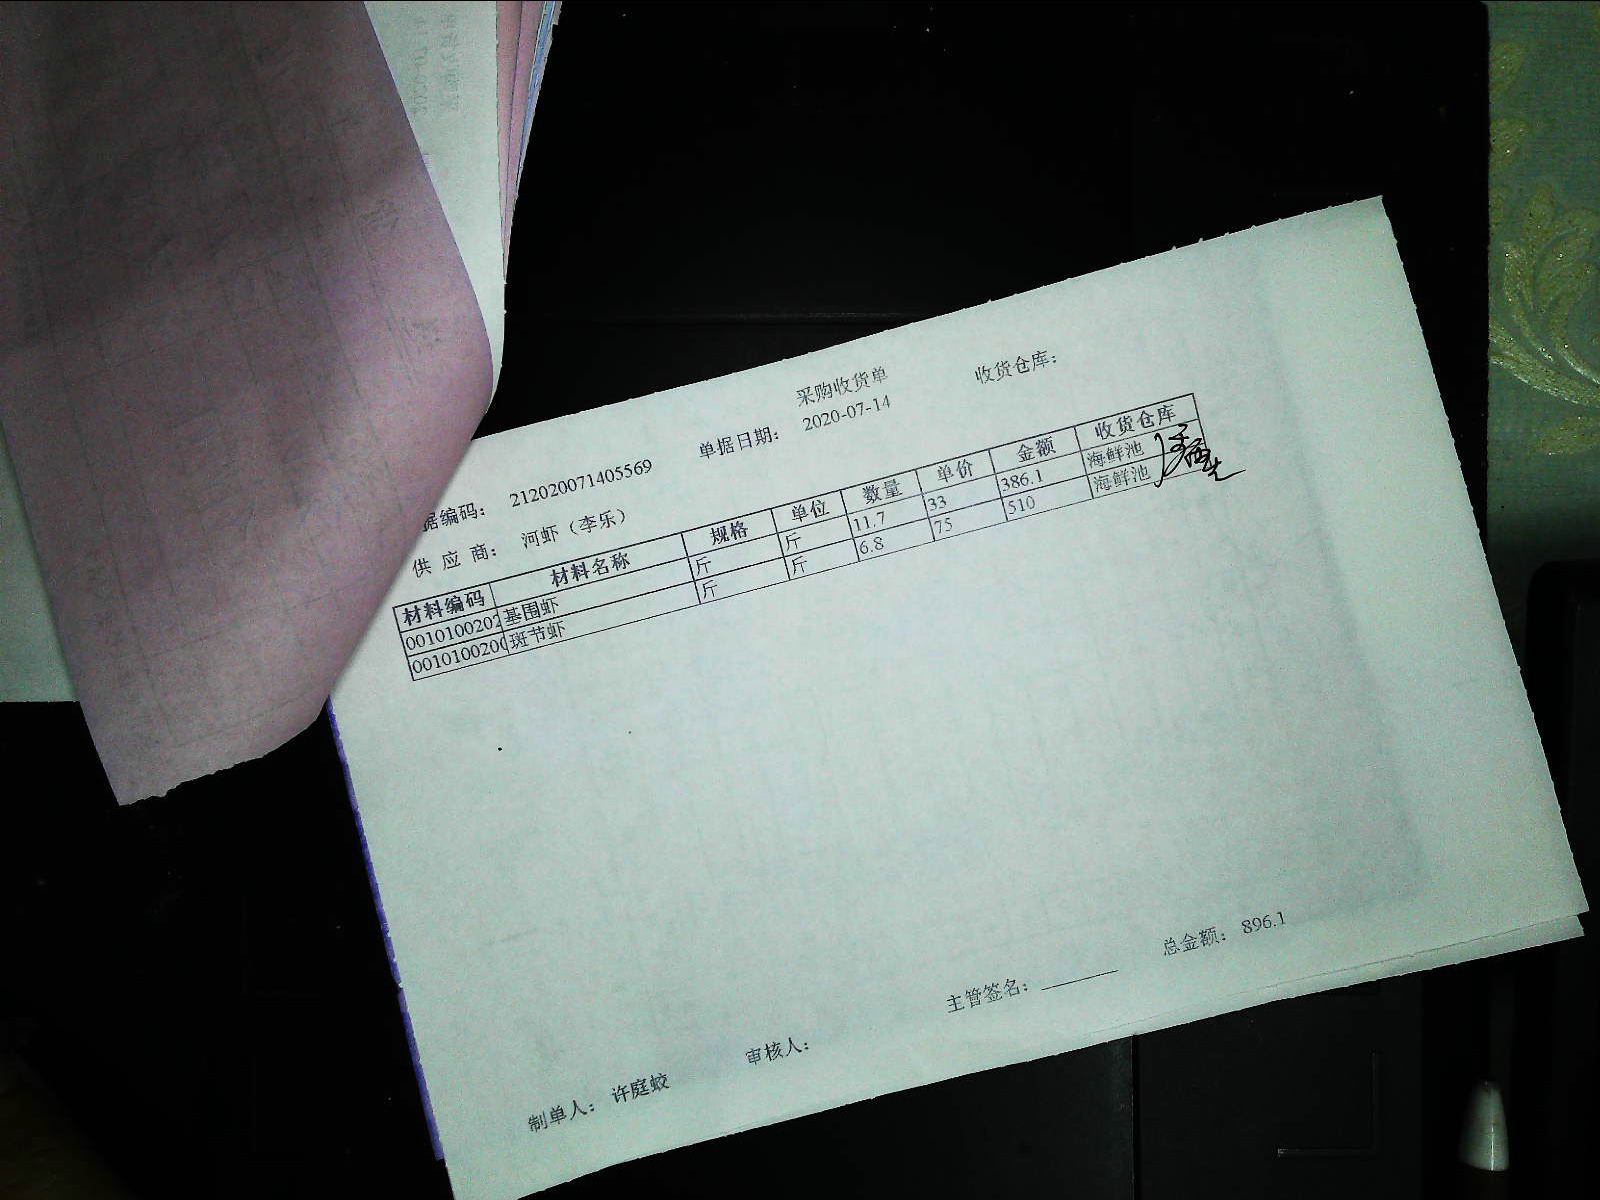 采购收货单
收货仓库：
单据日期： 2020-07-14
据编码： 212020071405569
供 应 商： 河虾（李乐）
材料编码 材料名称 规格 单位 数量 单价 金额 收货仓库
0010100202 基围虾 斤 斤 11.7 33 386.1 海鲜池
0010100200 斑节虾 斤 斤 6.8 75 510 海鲜池
总金额： 896.1
主管签名：
审核人：
制单人： 许庭蛟